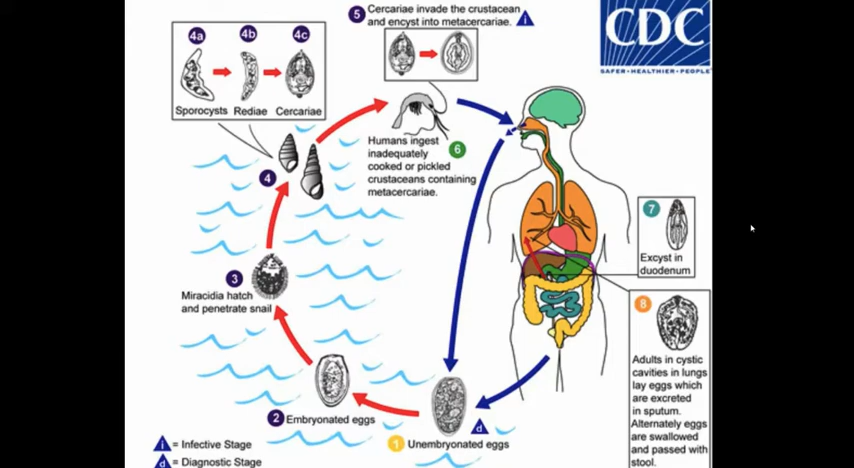 5 Cercariae invade the crustacean
and encyst into metacercariae. i
CDC
SAFER•HEALTHIER•PEOPLE™
4a 4b 4c
Sporocysts Rediae Cercariae
4
Humans ingest
inadequately 6
cooked or pickled
crustaceans containing
metacercariae.
7
Excyst in
duodenum
3
Miracidia hatch
and penetrate snail
8
Adults in cystic
cavities in lungs
lay eggs which
are excreted
in sputum.
Alternately eggs
are swallowed
and passed with
stool.
2 Embryonated eggs
d
1 Unembryonated eggs
i = Infective Stage
d = Diagnostic Stage